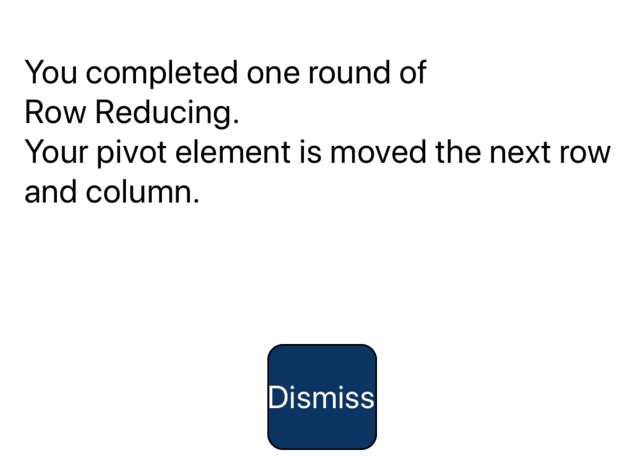 You completed one round of
Row Reducing.
Your pivot element is moved the next row
and column.
Dismiss